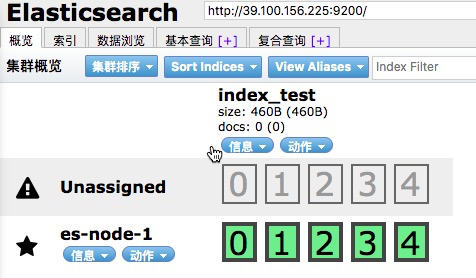 Elasticsearch http://39.100.156.225:9200/
概览 索引 数据浏览 基本查询 [+] 复合查询 [+]
集群概览 集群排序 Sort Indices View Aliases Index Filter
index_test
size: 460B (460B)
docs: 0 (0)
信息 动作
Unassigned 0 1 2 3 4
es-node-1 0 1 2 3 4
信息 动作